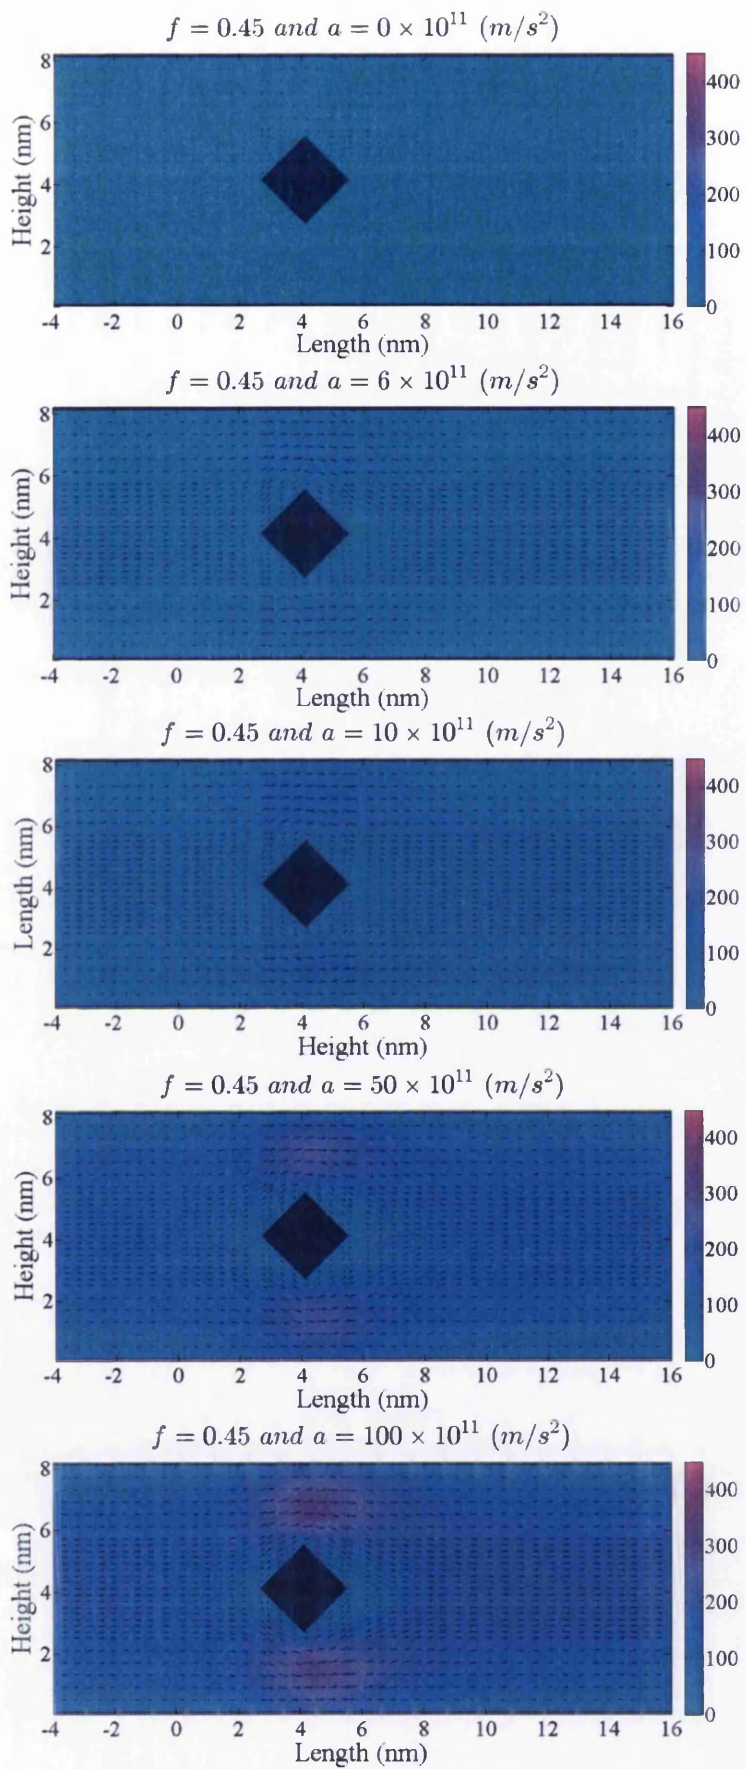 f = 0.45 and a = 0 × 10^11 (m/s^2)
Height (nm)
8
6
4
2
-4 -2 0 2 4 6 8 10 12 14 16
Length (nm)
400
300
200
100
0
f = 0.45 and a = 6 × 10^11 (m/s^2)
Height (nm)
8
6
4
2
-4 -2 0 2 4 6 8 10 12 14 16
Length (nm)
400
300
200
100
0
f = 0.45 and a = 10 × 10^11 (m/s^2)
Length (nm)
8
6
4
2
-4 -2 0 2 4 6 8 10 12 14 16
Height (nm)
400
300
200
100
0
f = 0.45 and a = 50 × 10^11 (m/s^2)
Height (nm)
8
6
4
2
-4 -2 0 2 4 6 8 10 12 14 16
Length (nm)
400
300
200
100
0
f = 0.45 and a = 100 × 10^11 (m/s^2)
Height (nm)
8
6
4
2
-4 -2 0 2 4 6 8 10 12 14 16
Length (nm)
400
300
200
100
0